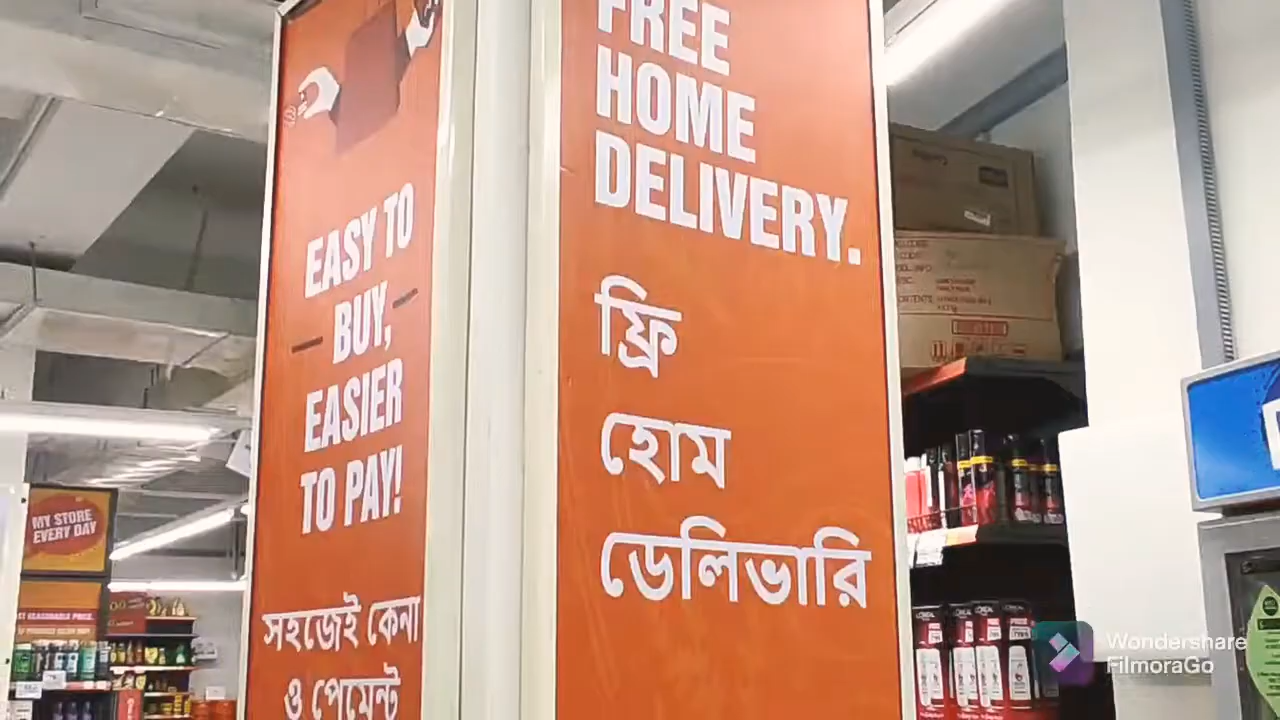 EASY TO
BUY,
EASIER
TO PAY!
সহজেই কেনা
ও পেমেন্ট
FREE
HOME
DELIVERY.
ফ্রি
হোম
ডেলিভারি
MY STORE
EVERY DAY
Wondershare
FilmoraGo